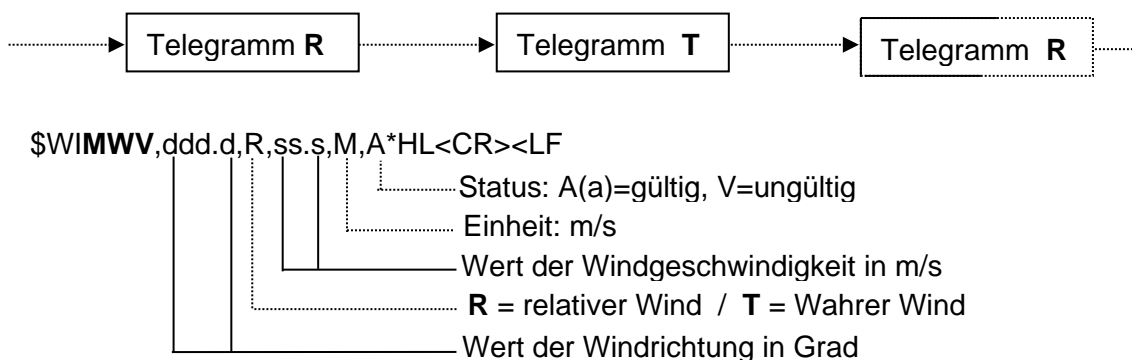 Telegramm R Telegramm T Telegramm R
$WIMWV,ddd.d,R,ss.s,M,A*HL<CR><LF
Status: A(a)=gültig, V=ungültig
Einheit: m/s
Wert der Windgeschwindigkeit in m/s
R = relativer Wind / T = Wahrer Wind
Wert der Windrichtung in Grad